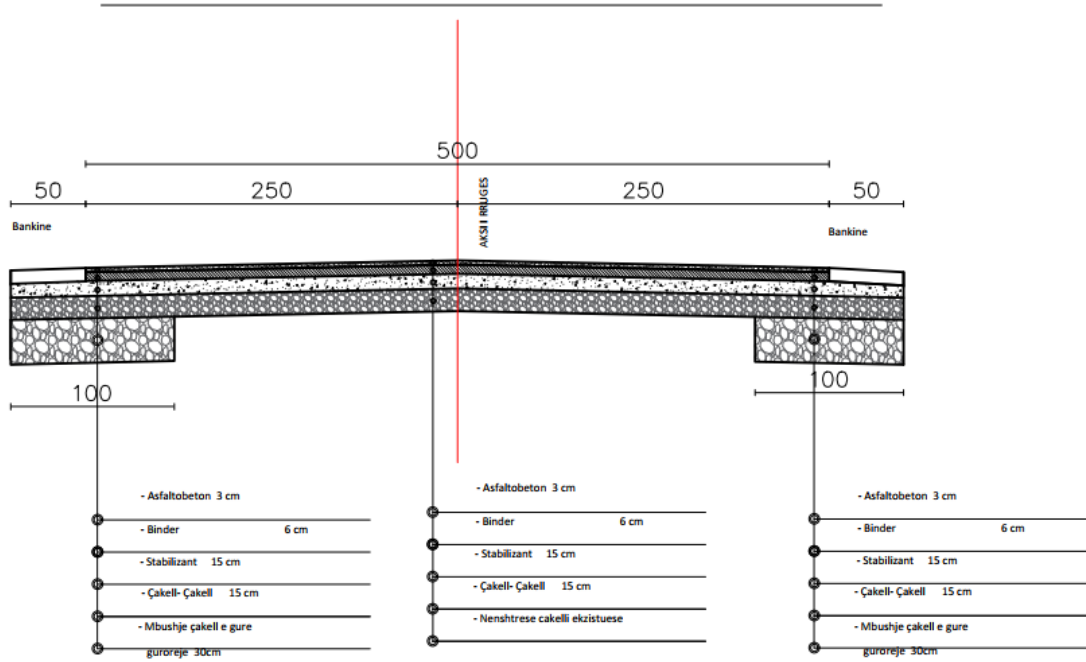 500
50 250 250 50
AKSI I RRUGES
Bankine Bankine
100 100
- Asfaltobeton 3 cm
- Binder 6 cm
- Stabilizant 15 cm
- Çakell- Çakell 15 cm
- Mbushje çakell e gure
guroreje 30cm
- Asfaltobeton 3 cm
- Binder 6 cm
- Stabilizant 15 cm
- Çakell- Çakell 15 cm
- Nenshtrese cakelli ekzistuese
- Asfaltobeton 3 cm
- Binder 6 cm
- Stabilizant 15 cm
- Çakell- Çakell 15 cm
- Mbushje çakell e gure
guroreje 30cm